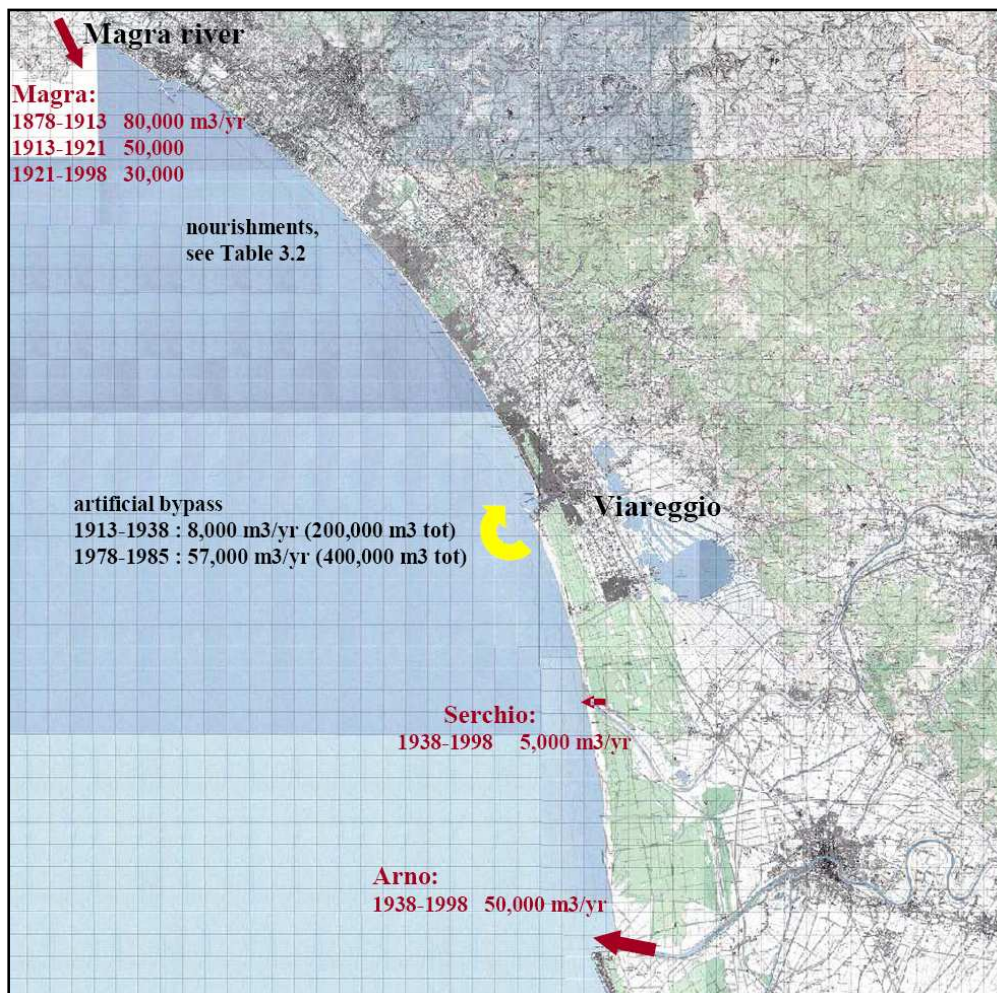 Magra river
Magra:
1878-1913 80,000 m3/yr
1913-1921 50,000
1921-1998 30,000
nourishments,
see Table 3.2
artificial bypass
1913-1938 : 8,000 m3/yr (200,000 m3 tot)
1978-1985 : 57,000 m3/yr (400,000 m3 tot)
Viareggio
Serchio:
1938-1998 5,000 m3/yr
Arno:
1938-1998 50,000 m3/yr